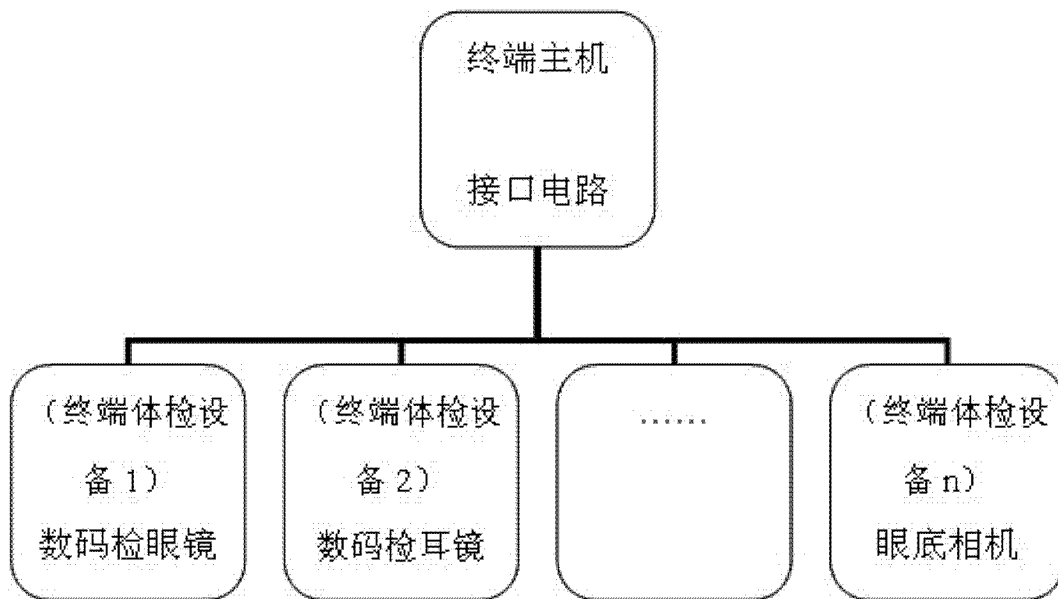 终端主机
接口电路
（终端体检设
备 1）
数码检眼镜
（终端体检设
备 2）
数码检耳镜
……
（终端体检设
备 n）
眼底相机